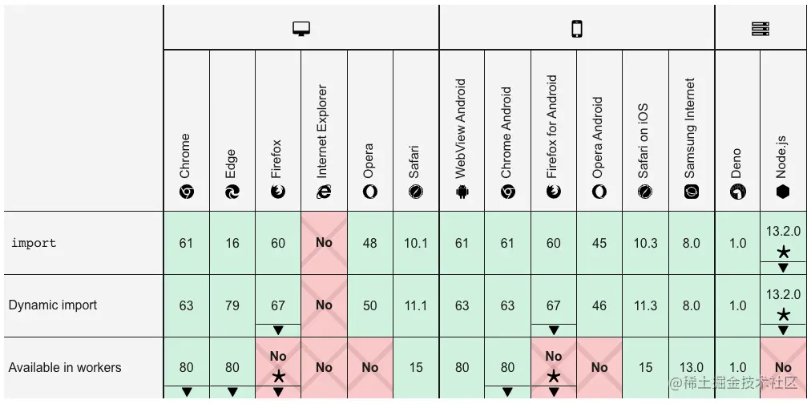 Chrome Edge Firefox Internet Explorer Opera Safari WebView Android Chrome Android Firefox for Android Opera Android Safari on iOS Samsung Internet Deno Node.js
import 61 16 60 No 48 10.1 61 61 60 45 10.3 8.0 1.0 13.2.0
*
Dynamic import 63 79 67 No 50 11.1 63 63 67 46 11.3 8.0 1.0 13.2.0
*
Available in workers 80 80 No No No 15 80 80 No No 15 13.0 1.0 No
* *
@稀土掘金技术社区